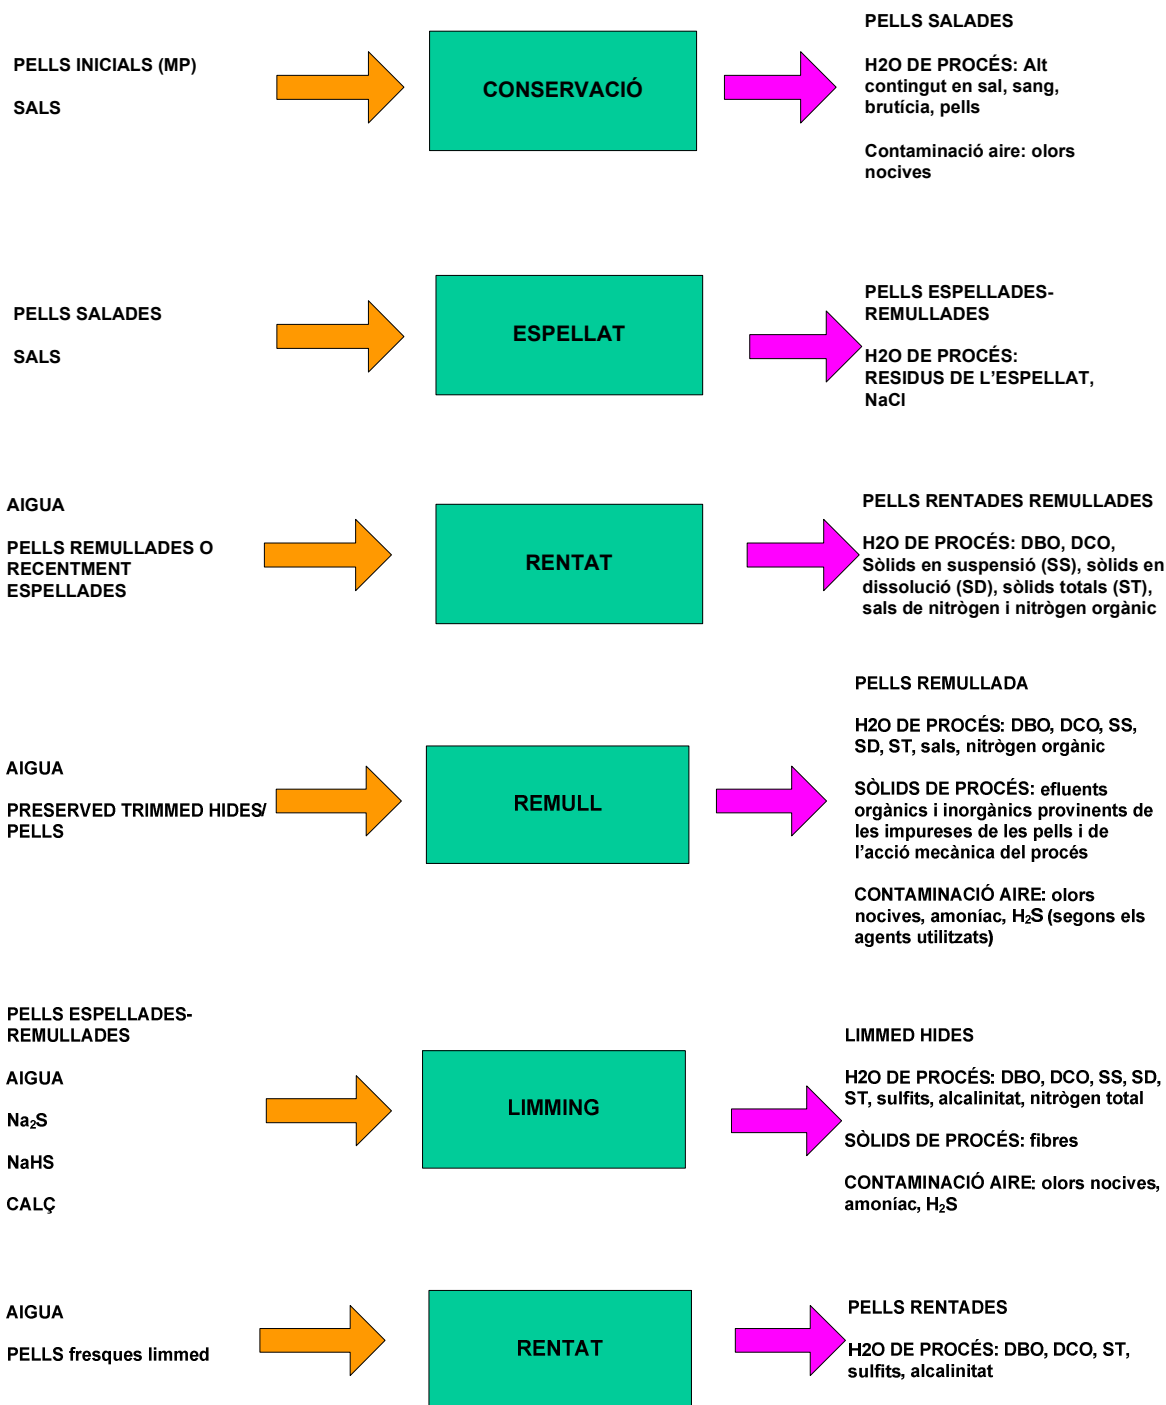 PELLS INICIALS (MP)
SALS
CONSERVACIÓ
PELLS SALADES
H2O DE PROCÉS: Alt
contingut en sal, sang,
brutícia, pells
Contaminació aire: olors
nocives
PELLS SALADES
SALS
ESPELLAT
PELLS ESPELLADES-
REMULLADES
H2O DE PROCÉS:
RESIDUS DE L'ESPELLAT,
NaCl
AIGUA
PELLS REMULLADES O
RECENTMENT
ESPELLADES
RENTAT
PELLS RENTADES REMULLADES
H2O DE PROCÉS: DBO, DCO,
Sòlids en suspensió (SS), sòlids en
dissolució (SD), sòlids totals (ST),
sals de nitrògen i nitrògen orgànic
AIGUA
PRESERVED TRIMMED HIDES/
PELLS
REMULL
PELLS REMULLADA
H2O DE PROCÉS: DBO, DCO, SS,
SD, ST, sals, nitrògen orgànic
SÒLIDS DE PROCÉS: efluents
orgànics i inorgànics provinents de
les impureses de les pells i de
l'acció mecànica del procés
CONTAMINACIÓ AIRE: olors
nocives, amoníac, H₂S (segons els
agents utilitzats)
PELLS ESPELLADES-
REMULLADES
AIGUA
Na₂S
NaHS
CALÇ
LIMMING
LIMMED HIDES
H2O DE PROCÉS: DBO, DCO, SS, SD,
ST, sulfits, alcalinitat, nitrògen total
SÒLIDS DE PROCÉS: fibres
CONTAMINACIÓ AIRE: olors nocives,
amoníac, H₂S
AIGUA
PELLS fresques limmed
RENTAT
PELLS RENTADES
H2O DE PROCÉS: DBO, DCO, ST,
sulfits, alcalinitat